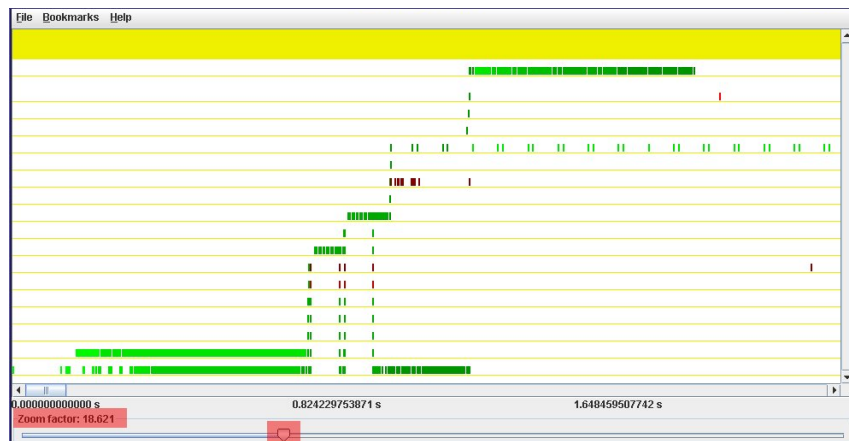 File Bookmarks Help
0.000000000000 s 0.824229753871 s 1.648459507742 s
Zoom factor: 18.621